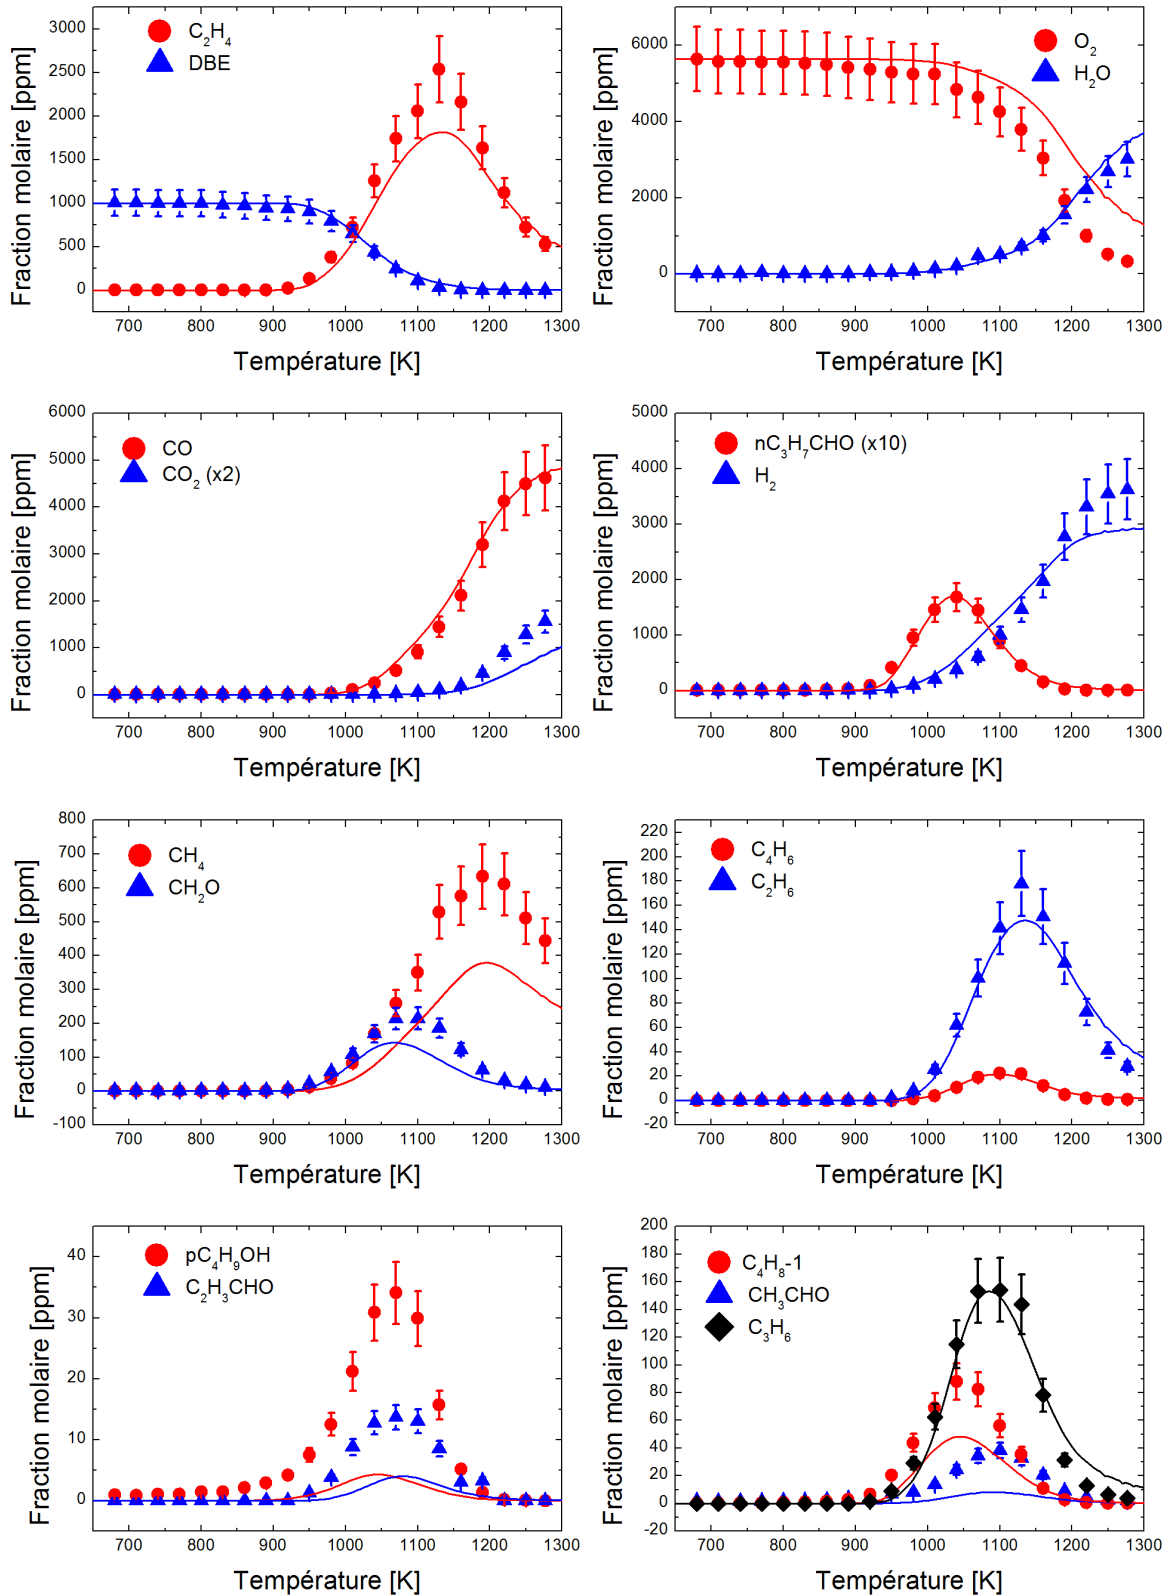 C₂H₄
DBE
Fraction molaire [ppm]
3000
2500
2000
1500
1000
500
0
700 800 900 1000 1100 1200 1300
Température [K]
O₂
H₂O
Fraction molaire [ppm]
6000
4000
2000
0
700 800 900 1000 1100 1200 1300
Température [K]
CO
CO₂ (x2)
Fraction molaire [ppm]
6000
5000
4000
3000
2000
1000
0
700 800 900 1000 1100 1200 1300
Température [K]
nC₃H₇CHO (x10)
H₂
Fraction molaire [ppm]
5000
4000
3000
2000
1000
0
700 800 900 1000 1100 1200 1300
Température [K]
CH₄
CH₂O
Fraction molaire [ppm]
800
700
600
500
400
300
200
100
0
-100
700 800 900 1000 1100 1200 1300
Température [K]
C₄H₆
C₂H₆
Fraction molaire [ppm]
220
200
180
160
140
120
100
80
60
40
20
0
-20
700 800 900 1000 1100 1200 1300
Température [K]
pC₄H₉OH
C₂H₃CHO
Fraction molaire [ppm]
40
30
20
10
0
700 800 900 1000 1100 1200 1300
Température [K]
C₄H₈-1
CH₃CHO
C₃H₆
Fraction molaire [ppm]
200
180
160
140
120
100
80
60
40
20
0
-20
700 800 900 1000 1100 1200 1300
Température [K]